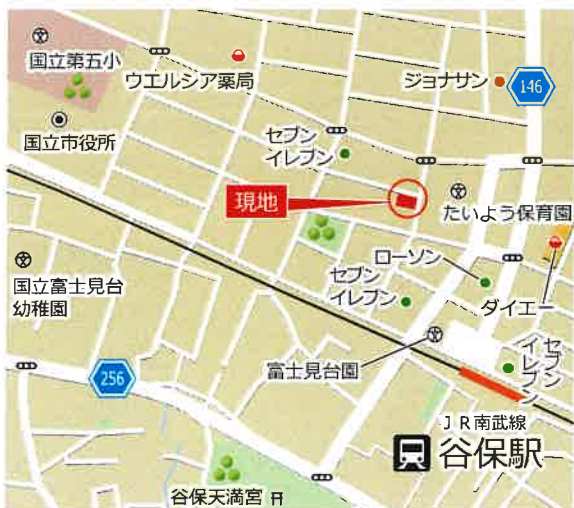 国立第五小
ウエルシア薬局
ジョナサン
146
国立市役所
セブン
イレブン
現地
たいよう保育園
国立富士見台
幼稚園
セブン
イレブン
ローソン
ダイエー
富士見台園
セブン
イレブン
256
JR南武線
谷保駅
谷保天満宮